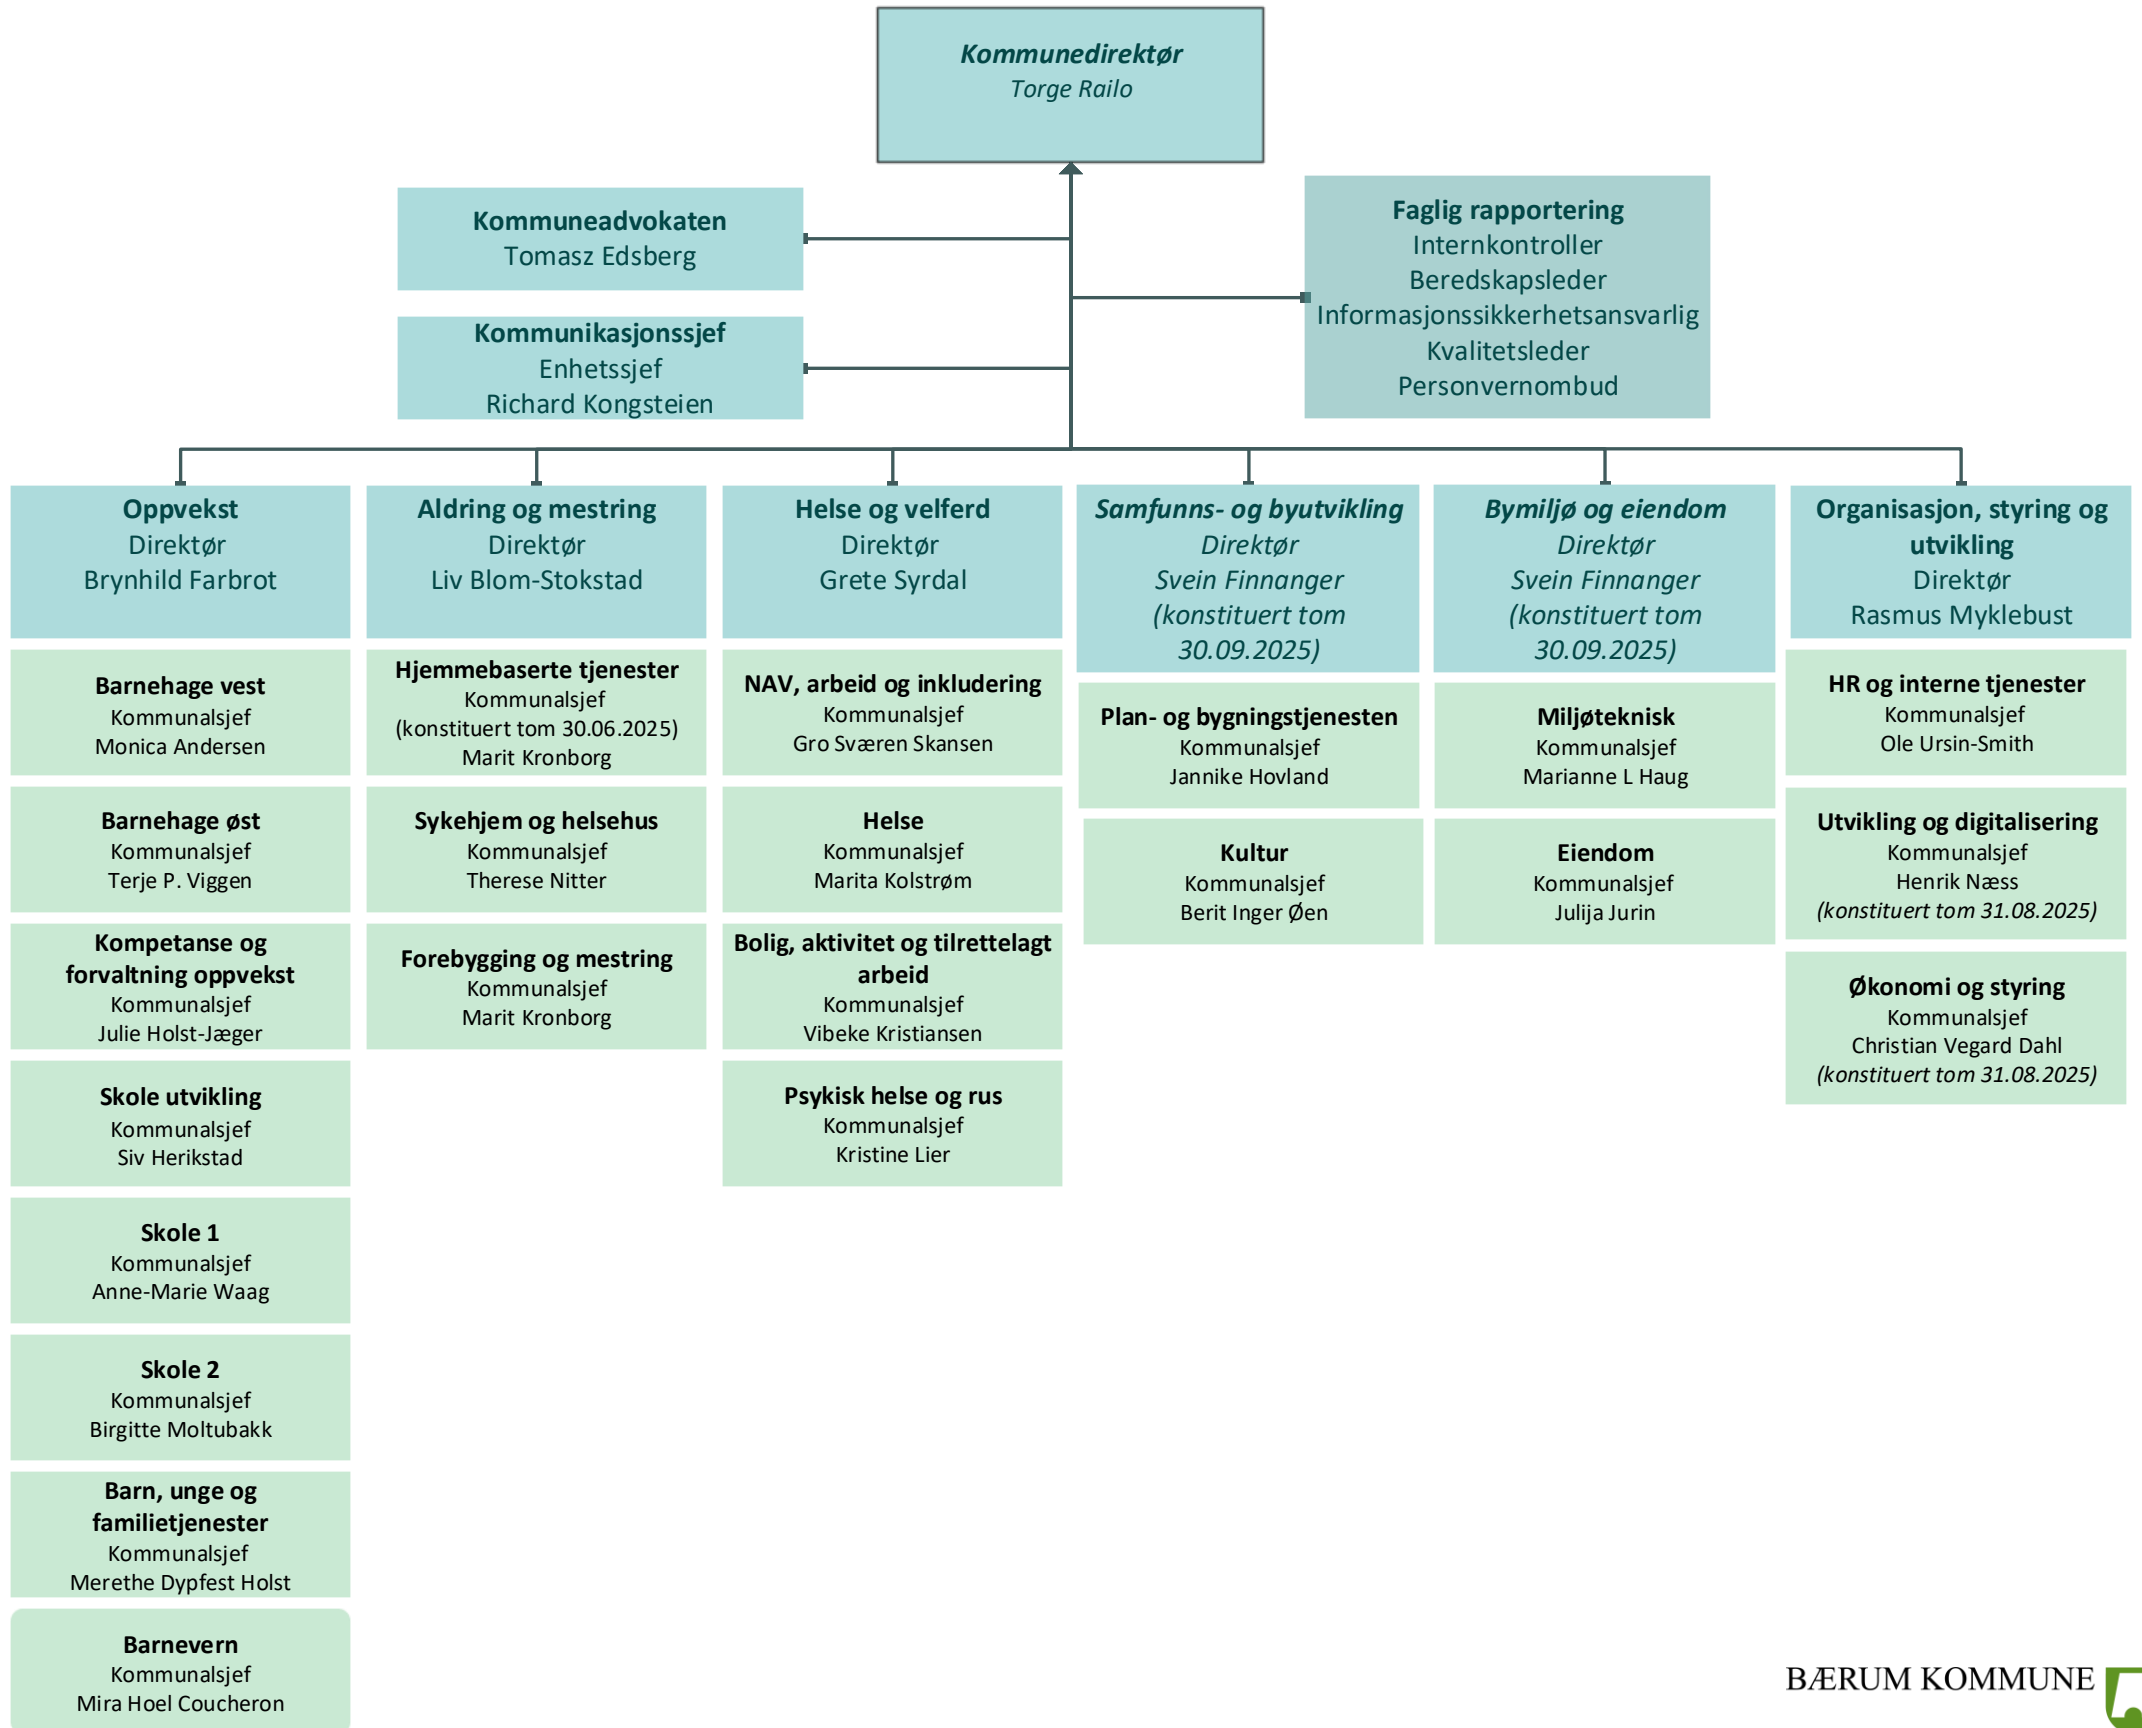 Kommunedirektør
Torge Railo
Kommuneadvokaten
Tomasz Edsberg
Kommunikasjonssjef
Enhetssjef
Richard Kongsteien
Faglig rapportering
Internkontroller
Beredskapsleder
Informasjonssikkerhetsansvarlig
Kvalitetsleder
Personvernombud
Oppvekst
Direktør
Brynhild Farbrot
Barnehage vest
Kommunalsjef
Monica Andersen
Barnehage øst
Kommunalsjef
Terje P. Viggen
Kompetanse og
forvaltning oppvekst
Kommunalsjef
Julie Holst-Jæger
Skole utvikling
Kommunalsjef
Siv Herikstad
Skole 1
Kommunalsjef
Anne-Marie Waag
Skole 2
Kommunalsjef
Birgitte Moltubakk
Barn, unge og
familietjenester
Kommunalsjef
Merethe Dypfest Holst
Barnevern
Kommunalsjef
Mira Hoel Coucheron
Aldring og mestring
Direktør
Liv Blom-Stokstad
Hjemmebaserte tjenester
Kommunalsjef
(konstituert tom 30.06.2025)
Marit Kronborg
Sykehjem og helsehus
Kommunalsjef
Therese Nitter
Forebygging og mestring
Kommunalsjef
Marit Kronborg
Helse og velferd
Direktør
Grete Syrdal
NAV, arbeid og inkludering
Kommunalsjef
Gro Sværen Skansen
Helse
Kommunalsjef
Marita Kolstrøm
Bolig, aktivitet og tilrettelagt
arbeid
Kommunalsjef
Vibeke Kristiansen
Psykisk helse og rus
Kommunalsjef
Kristine Lier
Samfunns- og byutvikling
Direktør
Svein Finnanger
(konstituert tom
30.09.2025)
Plan- og bygningstjenesten
Kommunalsjef
Jannike Hovland
Kultur
Kommunalsjef
Berit Inger Øen
Bymiljø og eiendom
Direktør
Svein Finnanger
(konstituert tom
30.09.2025)
Miljøteknisk
Kommunalsjef
Marianne L Haug
Eiendom
Kommunalsjef
Julija Jurin
Organisasjon, styring og
utvikling
Direktør
Rasmus Myklebust
HR og interne tjenester
Kommunalsjef
Ole Ursin-Smith
Utvikling og digitalisering
Kommunalsjef
Henrik Næss
(konstituert tom 31.08.2025)
Økonomi og styring
Kommunalsjef
Christian Vegard Dahl
(konstituert tom 31.08.2025)
BÆRUM KOMMUNE